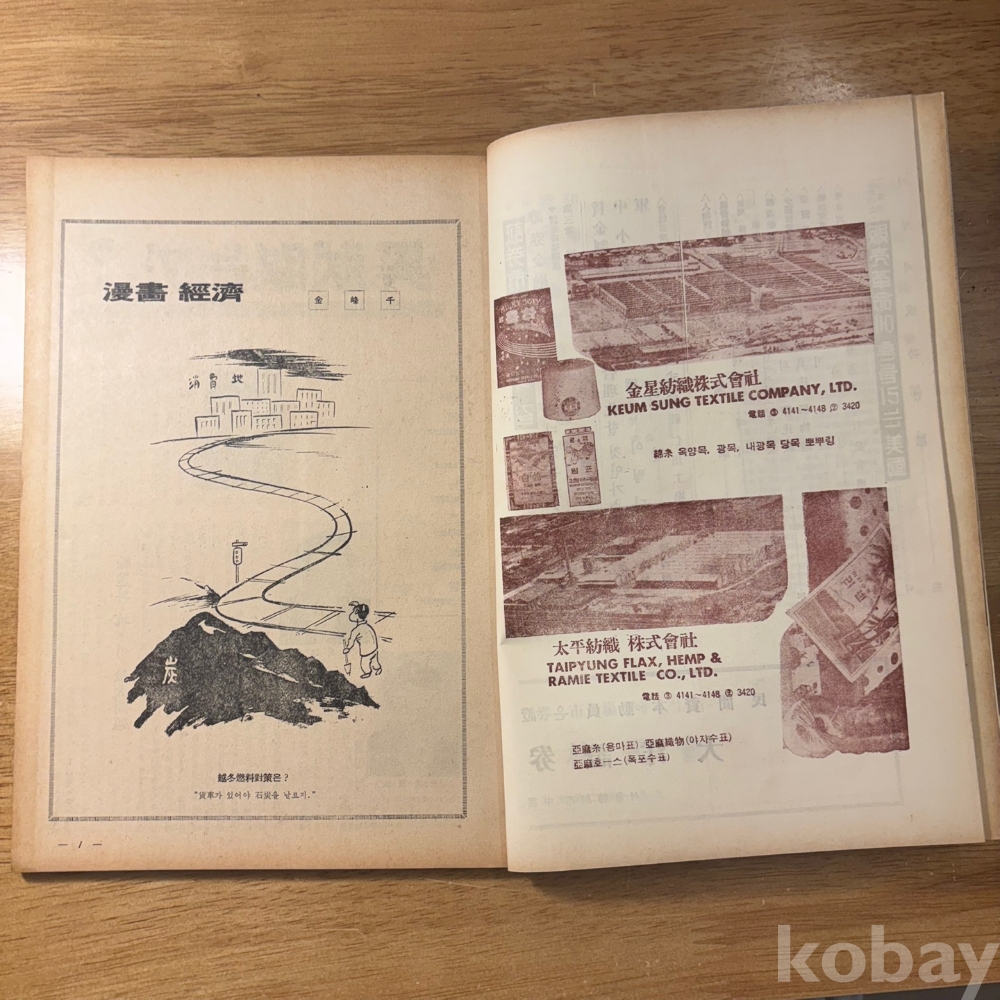 漫畵 經濟
金 峰 千
消費地
炭
越冬燃料對策은?
"貨車가 있어야 石炭을 날르지."
— 1 —
金星紡織株式會社
KEUM SUNG TEXTILE COMPANY, LTD.
電話 ③ 4141~4148 ② 3420
綿糸 옥양목, 광목, 내광목 당목 뽀뿌링
太平紡織 株式會社
TAIPYUNG FLAX, HEMP &
RAMIE TEXTILE CO., LTD.
電話 ③ 4141~4148 ② 3420
亞麻糸(용마표) 亞麻織物(야자수표)
亞麻호-스(폭포수표)
kobay